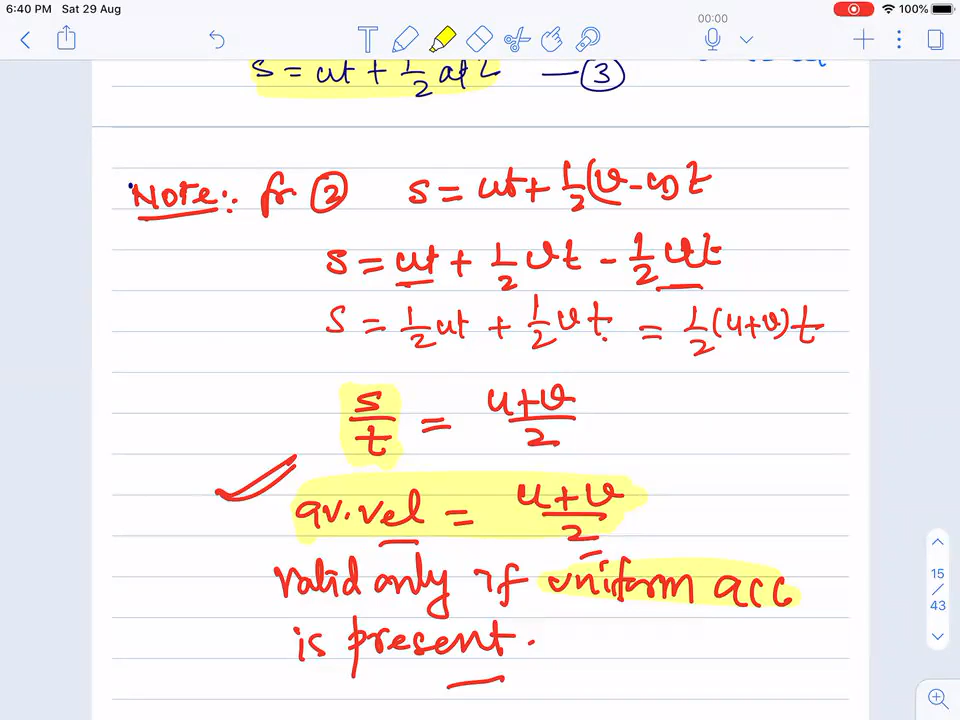 6:40 PM Sat 29 Aug 100%
00:00
S = ut + 1/2 at2 —(3)
Note:- fr ② S = ut + 1/2 (v - u) t
S = ut + 1/2 vt - 1/2 ut
S = 1/2 ut + 1/2 vt = 1/2 (u+v) t
s/t = u+v/2
av.vel = u+v/2
valid only if uniform acc
is present.
15
/
43